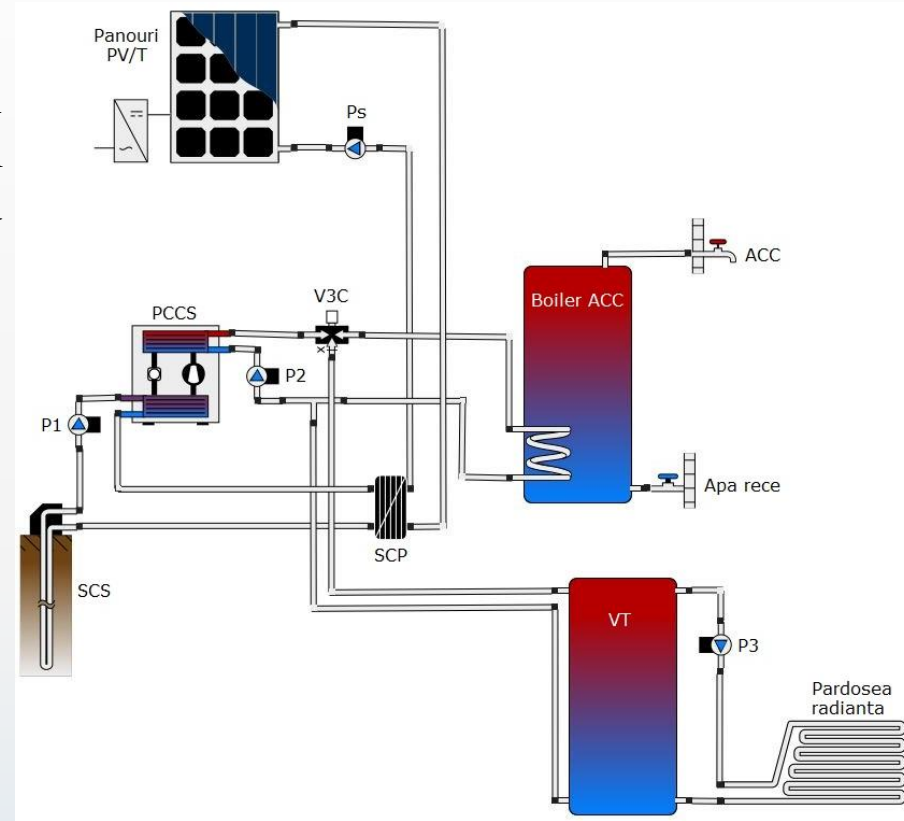 Panouri
PV/T
Ps
ACC
V3C
Boiler ACC
PCCS
P2
P1
Apa rece
SCP
SCS
VT
P3
Pardosea
radianta